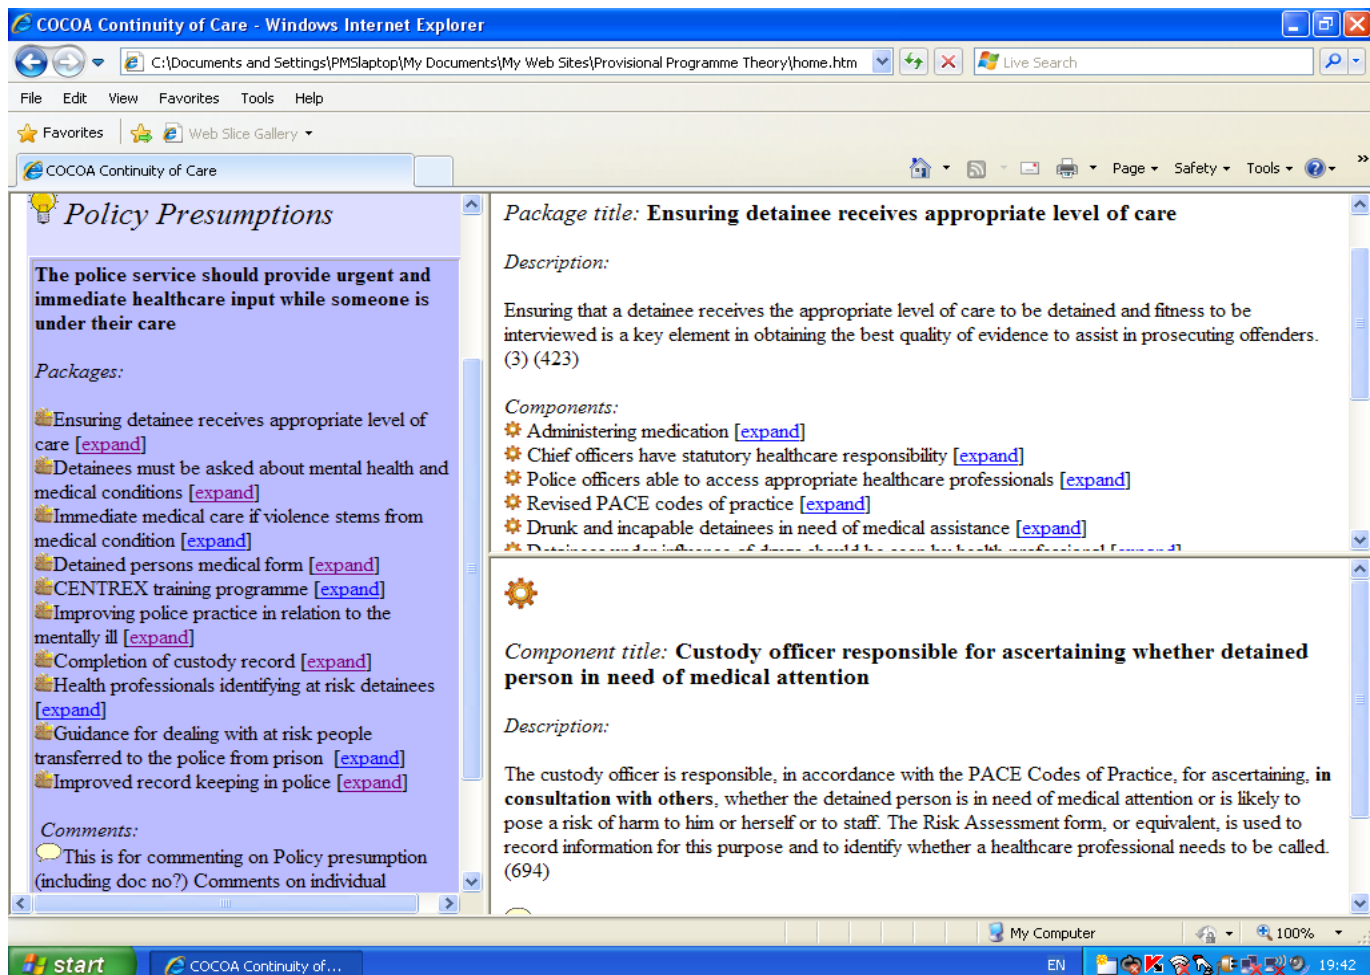 COCOA Continuity of Care - Windows Internet Explorer
C:\Documents and Settings\PMSlaptop\My Documents\My Web Sites\Provisional Programme Theory\home.htm
Live Search
File Edit View Favorites Tools Help
Favorites Web Slice Gallery
COCOA Continuity of Care
Page Safety Tools »
Policy Presumptions
The police service should provide urgent and
immediate healthcare input while someone is
under their care
Packages:
Ensuring detainee receives appropriate level of
care [expand]
Detainees must be asked about mental health and
medical conditions [expand]
Immediate medical care if violence stems from
medical condition [expand]
Detained persons medical form [expand]
CENTREX training programme [expand]
Improving police practice in relation to the
mentally ill [expand]
Completion of custody record [expand]
Health professionals identifying at risk detainees
[expand]
Guidance for dealing with at risk people
transferred to the police from prison [expand]
Improved record keeping in police [expand]
Comments:
This is for commenting on Policy presumption
(including doc no?) Comments on individual
Package title: Ensuring detainee receives appropriate level of care
Description:
Ensuring that a detainee receives the appropriate level of care to be detained and fitness to be
interviewed is a key element in obtaining the best quality of evidence to assist in prosecuting offenders.
(3) (423)
Components:
Administering medication [expand]
Chief officers have statutory healthcare responsibility [expand]
Police officers able to access appropriate healthcare professionals [expand]
Revised PACE codes of practice [expand]
Drunk and incapable detainees in need of medical assistance [expand]
Detainees under influence of drugs should be seen by health professional [expand]
Component title: Custody officer responsible for ascertaining whether detained
person in need of medical attention
Description:
The custody officer is responsible, in accordance with the PACE Codes of Practice, for ascertaining, in
consultation with others, whether the detained person is in need of medical attention or is likely to
pose a risk of harm to him or herself or to staff. The Risk Assessment form, or equivalent, is used to
record information for this purpose and to identify whether a healthcare professional needs to be called.
(694)
My Computer
100%
start
COCOA Continuity of...
EN
19:42